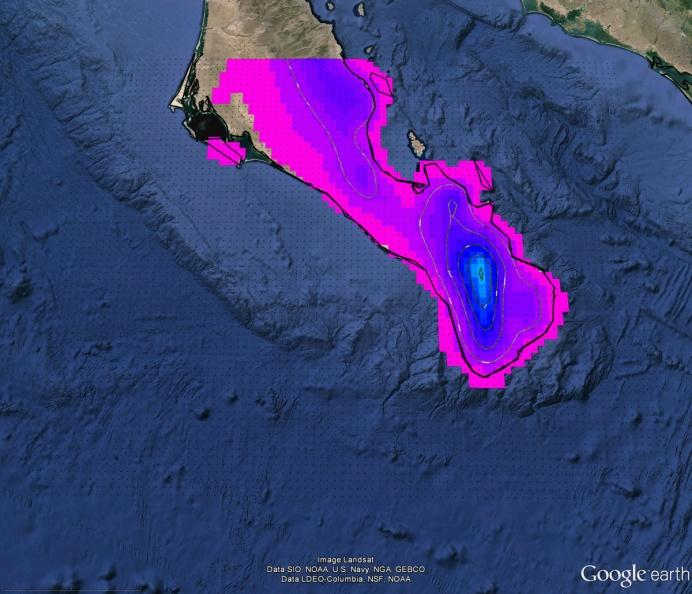 Image Landsat
Data SIO, NOAA, U.S. Navy, NGA, GEBCO
Data LDEO-Columbia, NSF, NOAA
Google earth